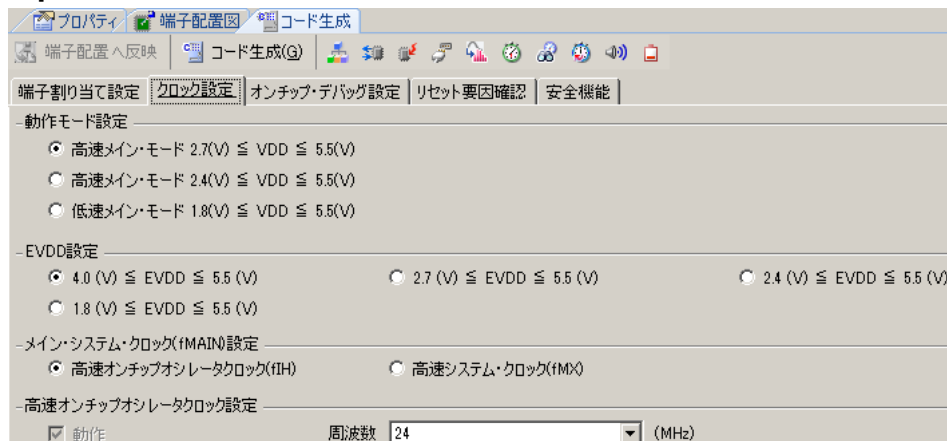 プロパティ 端子配置図 コード生成
端子配置へ反映 コード生成(G)
端子割り当て設定 クロック設定 オンチップ・デバッグ設定 リセット要因確認 安全機能
動作モード設定
高速メイン・モード 2.7(V) ≦ VDD ≦ 5.5(V)
高速メイン・モード 2.4(V) ≦ VDD ≦ 5.5(V)
低速メイン・モード 1.8(V) ≦ VDD ≦ 5.5(V)
EVDD設定
4.0 (V) ≦ EVDD ≦ 5.5 (V) 2.7 (V) ≦ EVDD ≦ 5.5 (V) 2.4 (V) ≦ EVDD ≦ 5.5 (V)
1.8 (V) ≦ EVDD ≦ 5.5 (V)
メイン・システム・クロック(fMAIN)設定
高速オンチップオシレータクロック(fIH) 高速システム・クロック(fMX)
高速オンチップオシレータクロック設定
動作 周波数 24 (MHz)